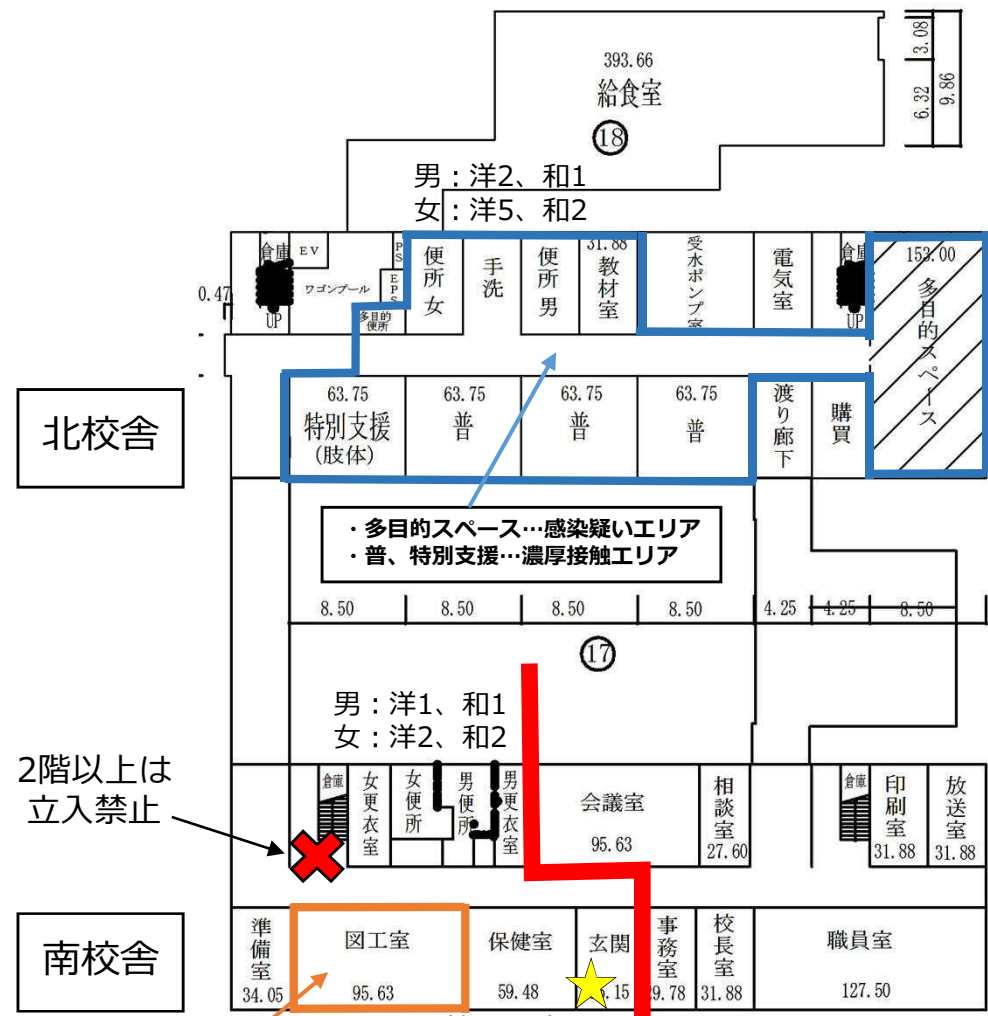 393.66
給食室
⑱
3.08
6.32
9.86
男：洋2、和1
女：洋5、和2
倉庫
UP
EV
ワゴンプール
PS
EPS
多目的
便所
便所女
手洗
便所男
31.88
教材室
受水ポンプ室
電気室
倉庫
UP
153.00
多目的スペース
0.47
北校舎
63.75
特別支援
(肢体)
63.75
普
63.75
普
63.75
普
渡り廊下
購買
・多目的スペース…感染疑いエリア
・普、特別支援…濃厚接触エリア
8.50
8.50
8.50
8.50
4.25
4.25
8.50
⑰
男：洋1、和1
女：洋2、和2
2階以上は
立入禁止
倉庫
女更衣室
女便所
男便所
男更衣室
会議室
95.63
相談室
27.60
倉庫
印刷室
31.88
放送室
31.88
南校舎
準備室
34.05
図工室
95.63
保健室
59.48
玄関
.15
事務室
29.78
校長室
31.88
職員室
127.50